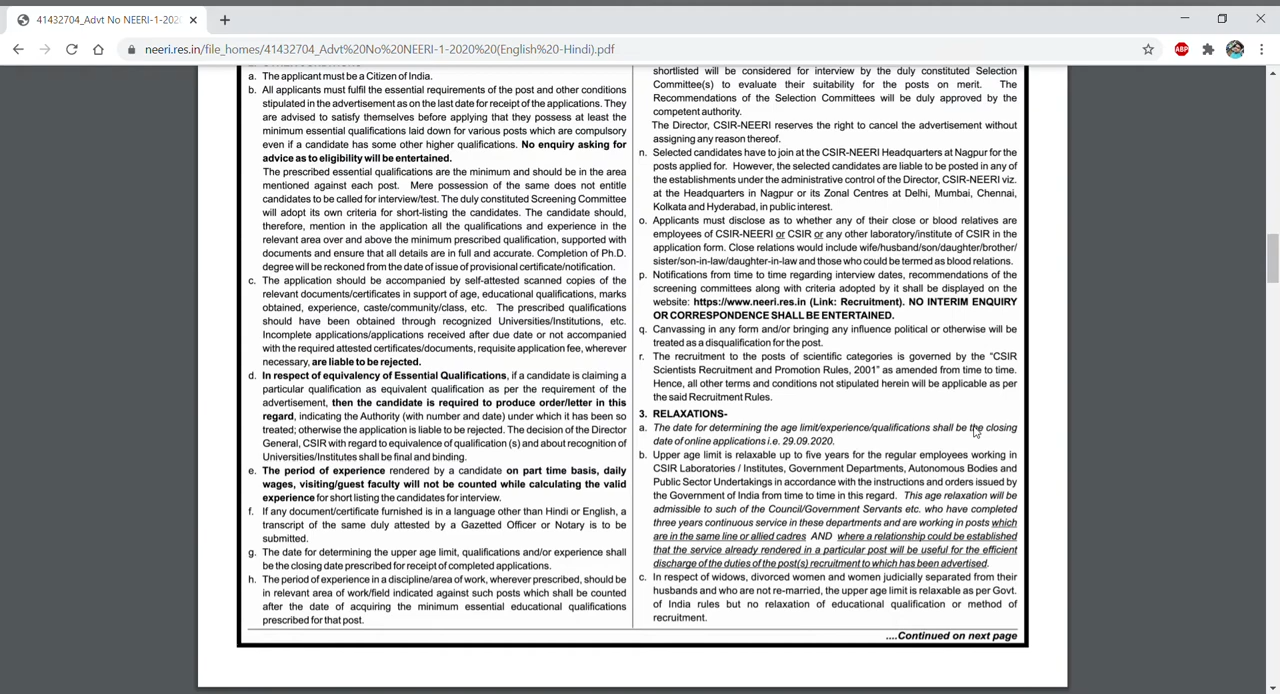 41432704_Advt No NEERI-1-202
neeri.res.in/file_homes/41432704_Advt%20No%20NEERI-1-2020%20(English%20-Hindi).pdf
ABP
a. The applicant must be a Citizen of India.
b. All applicants must fulfil the essential requirements of the post and other conditions
stipulated in the advertisement as on the last date for receipt of the applications. They
are advised to satisfy themselves before applying that they possess at least the
minimum essential qualifications laid down for various posts which are compulsory
even if a candidate has some other higher qualifications. No enquiry asking for
advice as to eligibility will be entertained.
The prescribed essential qualifications are the minimum and should be in the area
mentioned against each post. Mere possession of the same does not entitle
candidates to be called for interview/test. The duly constituted Screening Committee
will adopt its own criteria for short-listing the candidates. The candidate should,
therefore, mention in the application all the qualifications and experience in the
relevant area over and above the minimum prescribed qualification, supported with
documents and ensure that all details are in full and accurate. Completion of Ph.D.
degree will be reckoned from the date of issue of provisional certificate/notification.
c. The application should be accompanied by self-attested scanned copies of the
relevant documents/certificates in support of age, educational qualifications, marks
obtained, experience, caste/community/class, etc. The prescribed qualifications
should have been obtained through recognized Universities/Institutions, etc.
Incomplete applications/applications received after due date or not accompanied
with the required attested certificates/documents, requisite application fee, wherever
necessary, are liable to be rejected.
d. In respect of equivalency of Essential Qualifications, if a candidate is claiming a
particular qualification as equivalent qualification as per the requirement of the
advertisement, then the candidate is required to produce order/letter in this
regard, indicating the Authority (with number and date) under which it has been so
treated; otherwise the application is liable to be rejected. The decision of the Director
General, CSIR with regard to equivalence of qualification (s) and about recognition of
Universities/Institutes shall be final and binding.
e. The period of experience rendered by a candidate on part time basis, daily
wages, visiting/guest faculty will not be counted while calculating the valid
experience for short listing the candidates for interview.
f. If any document/certificate furnished is in a language other than Hindi or English, a
transcript of the same duly attested by a Gazetted Officer or Notary is to be
submitted.
g. The date for determining the upper age limit, qualifications and/or experience shall
be the closing date prescribed for receipt of completed applications.
h. The period of experience in a discipline/area of work, wherever prescribed, should be
in relevant area of work/field indicated against such posts which shall be counted
after the date of acquiring the minimum essential educational qualifications
prescribed for that post.
shortlisted will be considered for interview by the duly constituted Selection
Committee(s) to evaluate their suitability for the posts on merit. The
Recommendations of the Selection Committees will be duly approved by the
competent authority.
The Director, CSIR-NEERI reserves the right to cancel the advertisement without
assigning any reason thereof.
n. Selected candidates have to join at the CSIR-NEERI Headquarters at Nagpur for the
posts applied for. However, the selected candidates are liable to be posted in any of
the establishments under the administrative control of the Director, CSIR-NEERI viz.
at the Headquarters in Nagpur or its Zonal Centres at Delhi, Mumbai, Chennai,
Kolkata and Hyderabad, in public interest.
o. Applicants must disclose as to whether any of their close or blood relatives are
employees of CSIR-NEERI or CSIR or any other laboratory/institute of CSIR in the
application form. Close relations would include wife/husband/son/daughter/brother/
sister/son-in-law/daughter-in-law and those who could be termed as blood relations.
p. Notifications from time to time regarding interview dates, recommendations of the
screening committees along with criteria adopted by it shall be displayed on the
website: https://www.neeri.res.in (Link: Recruitment). NO INTERIM ENQUIRY
OR CORRESPONDENCE SHALL BE ENTERTAINED.
q. Canvassing in any form and/or bringing any influence political or otherwise will be
treated as a disqualification for the post.
r. The recruitment to the posts of scientific categories is governed by the "CSIR
Scientists Recruitment and Promotion Rules, 2001" as amended from time to time.
Hence, all other terms and conditions not stipulated herein will be applicable as per
the said Recruitment Rules.
3. RELAXATIONS-
a. The date for determining the age limit/experience/qualifications shall be the closing
date of online applications i.e. 29.09.2020.
b. Upper age limit is relaxable up to five years for the regular employees working in
CSIR Laboratories / Institutes, Government Departments, Autonomous Bodies and
Public Sector Undertakings in accordance with the instructions and orders issued by
the Government of India from time to time in this regard. This age relaxation will be
admissible to such of the Council/Government Servants etc. who have completed
three years continuous service in these departments and are working in posts which
are in the same line or allied cadres AND where a relationship could be established
that the service already rendered in a particular post will be useful for the efficient
discharge of the duties of the post(s) recruitment to which has been advertised.
c. In respect of widows, divorced women and women judicially separated from their
husbands and who are not re-married, the upper age limit is relaxable as per Govt.
of India rules but no relaxation of educational qualification or method of
recruitment.
....Continued on next page